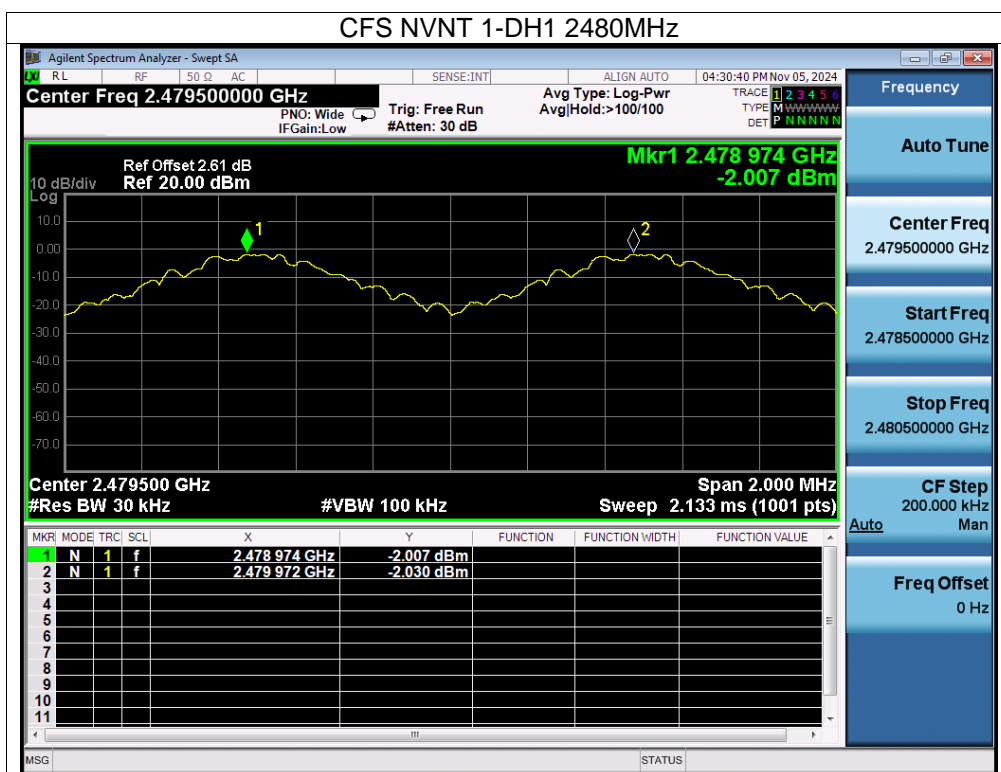 CFS NVNT 1-DH1 2480MHz
Agilent Spectrum Analyzer - Swept SA
LXI RL RF 50 Ω AC SENSE:INT ALIGN AUTO 04:30:40 PM Nov 05, 2024
Center Freq 2.479500000 GHz
PNO: Wide
IFGain:Low
Trig: Free Run
#Atten: 30 dB
Avg Type: Log-Pwr
Avg|Hold:>100/100
TRACE 1 2 3 4 5 6
TYPE M WWWWW
DET P N N N N N
Ref Offset 2.61 dB
10 dB/div Ref 20.00 dBm
Log
Mkr1 2.478 974 GHz
-2.007 dBm
10.0
0.00
-10.0
-20.0
-30.0
-40.0
-50.0
-60.0
-70.0
1
2
Center 2.479500 GHz Span 2.000 MHz
#Res BW 30 kHz #VBW 100 kHz Sweep 2.133 ms (1001 pts)
MKR MODE TRC SCL X Y FUNCTION FUNCTION WIDTH FUNCTION VALUE
1 N 1 f 2.478 974 GHz -2.007 dBm
2 N 1 f 2.479 972 GHz -2.030 dBm
3
4
5
6
7
8
9
10
11
MSG STATUS
Frequency
Auto Tune
Center Freq
2.479500000 GHz
Start Freq
2.478500000 GHz
Stop Freq
2.480500000 GHz
CF Step
200.000 kHz
Auto Man
Freq Offset
0 Hz